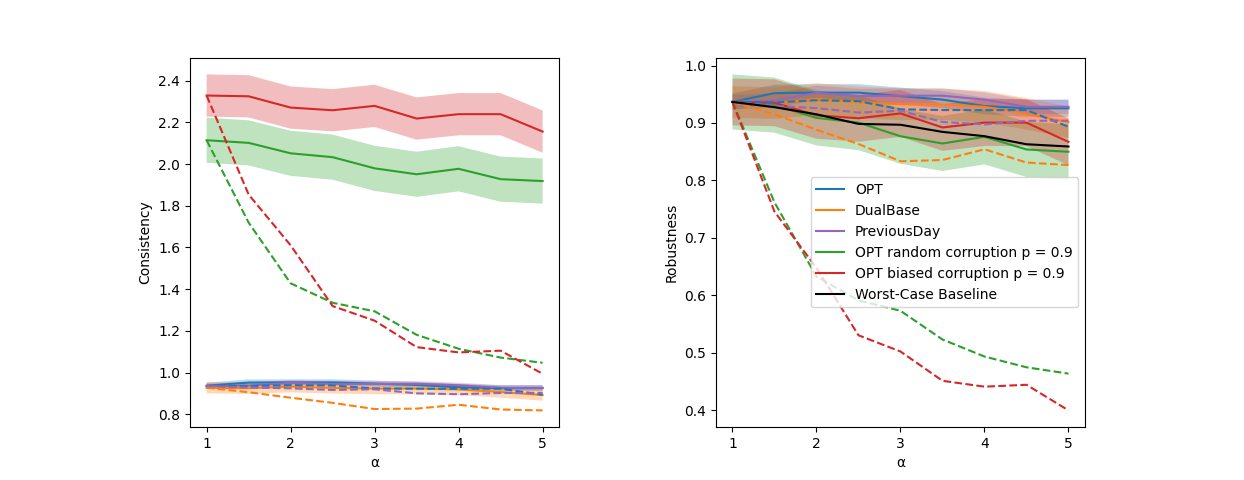 Consistency
2.4
2.2
2.0
1.8
1.6
1.4
1.2
1.0
0.8
1 2 3 4 5
α
Robustness
1.0
0.9
0.8
0.7
0.6
0.5
0.4
1 2 3 4 5
α
OPT
DualBase
PreviousDay
OPT random corruption p = 0.9
OPT biased corruption p = 0.9
Worst-Case Baseline